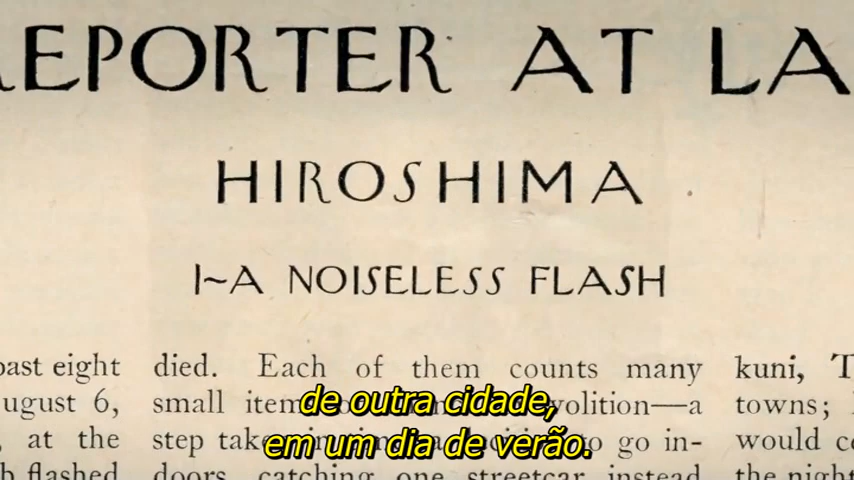 REPORTER AT LA
HIROSHIMA
I~A NOISELESS FLASH
past eight
ugust 6,
, at the
flashed
died. Each of them counts many
small volition—a
step to go in-
doors, catching one streetcar instead
kuni, T
towns;
would
the night
de outra cidade,
em um dia de verão.